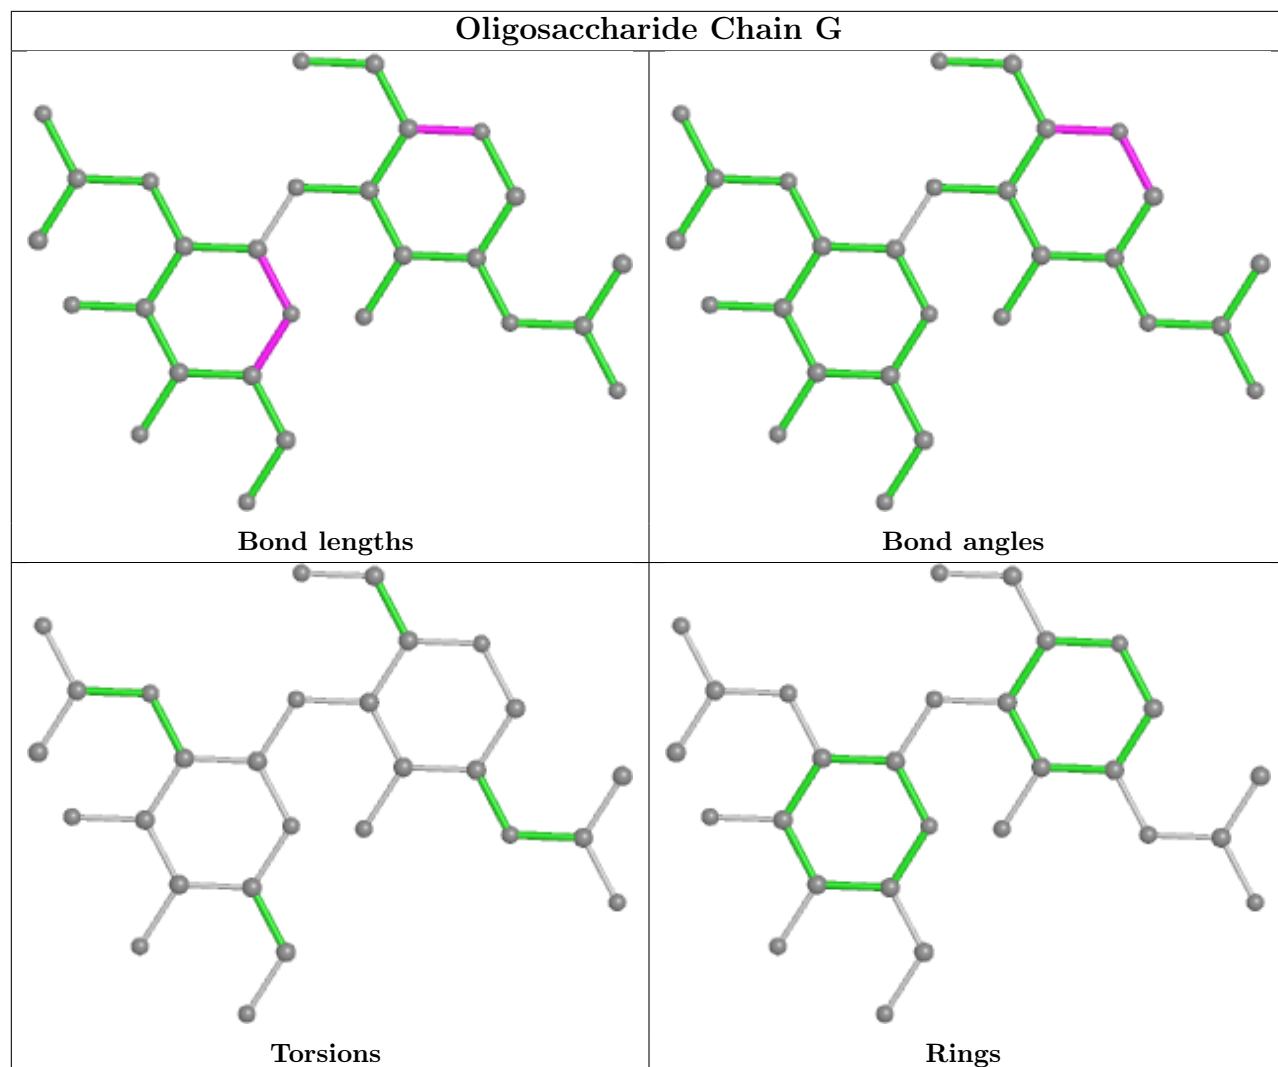 Oligosaccharide Chain G
Bond lengths
Bond angles
Torsions
Rings